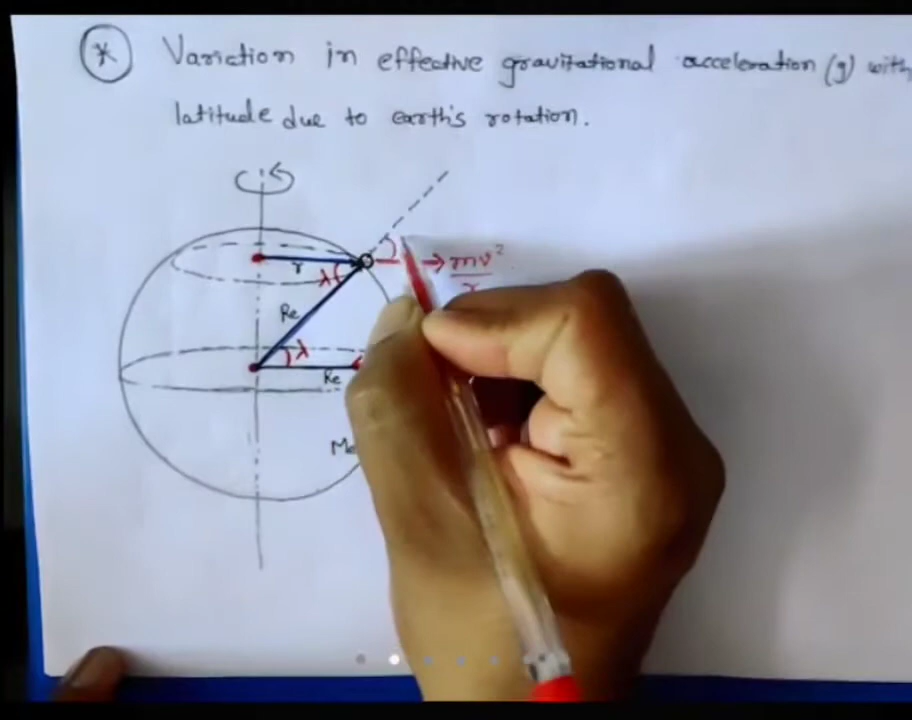 * Variation in effective gravitational acceleration (g) with
latitude due to earth's rotation.
r
λ
mv²
r
Re
λ
Re
M